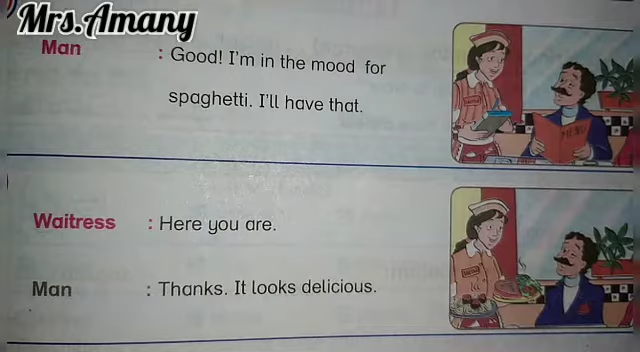 Mrs.Amany
Man : Good! I'm in the mood for
spaghetti. I'll have that.
MENU
Waitress : Here you are.
Man : Thanks. It looks delicious.